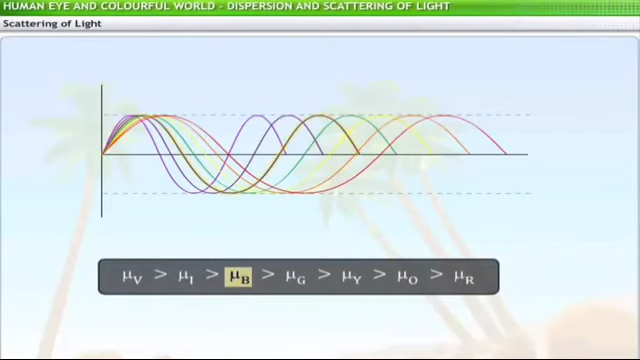 HUMAN EYE AND COLOURFUL WORLD - DISPERSION AND SCATTERING OF LIGHT
Scattering of Light
μV > μI > μB > μG > μY > μO > μR